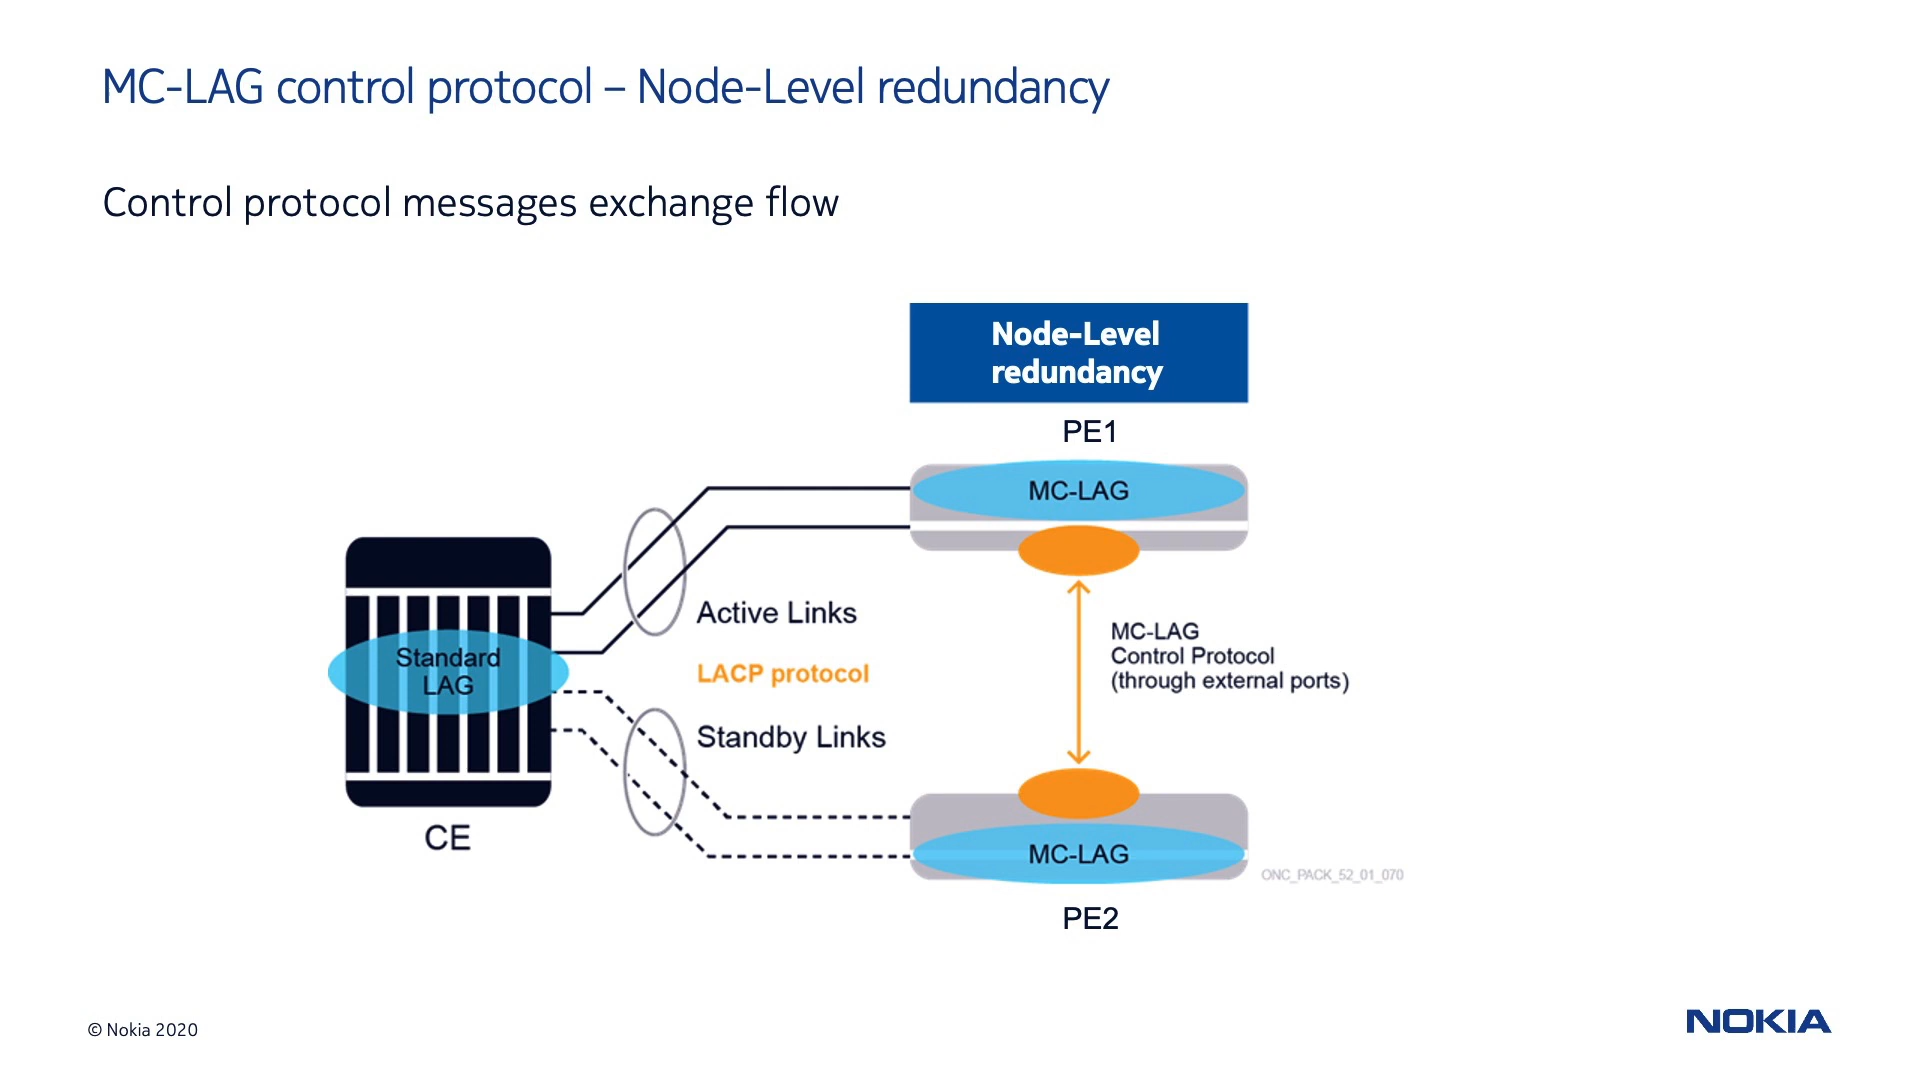 MC-LAG control protocol – Node-Level redundancy
Control protocol messages exchange flow
Node-Level
redundancy
PE1
MC-LAG
Active Links
Standard
LAG
LACP protocol
MC-LAG
Control Protocol
(through external ports)
Standby Links
CE
MC-LAG
ONC_PACK_52_01_070
PE2
© Nokia 2020
NOKIA